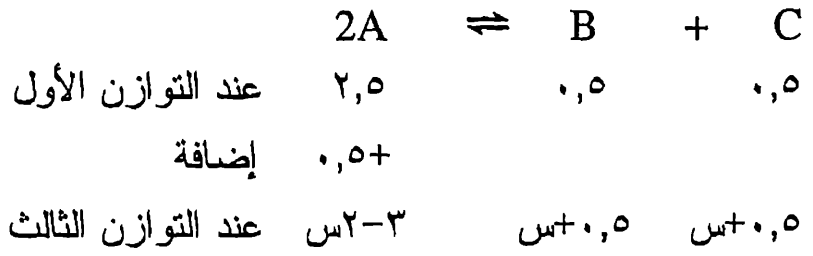 2A ⇌ B + C
عند التوازن الأول ٢,٥ ٠,٥ ٠,٥
إضافة +٠,٥
عند التوازن الثالث ٣-٢س ٠,٥+س ٠,٥+س